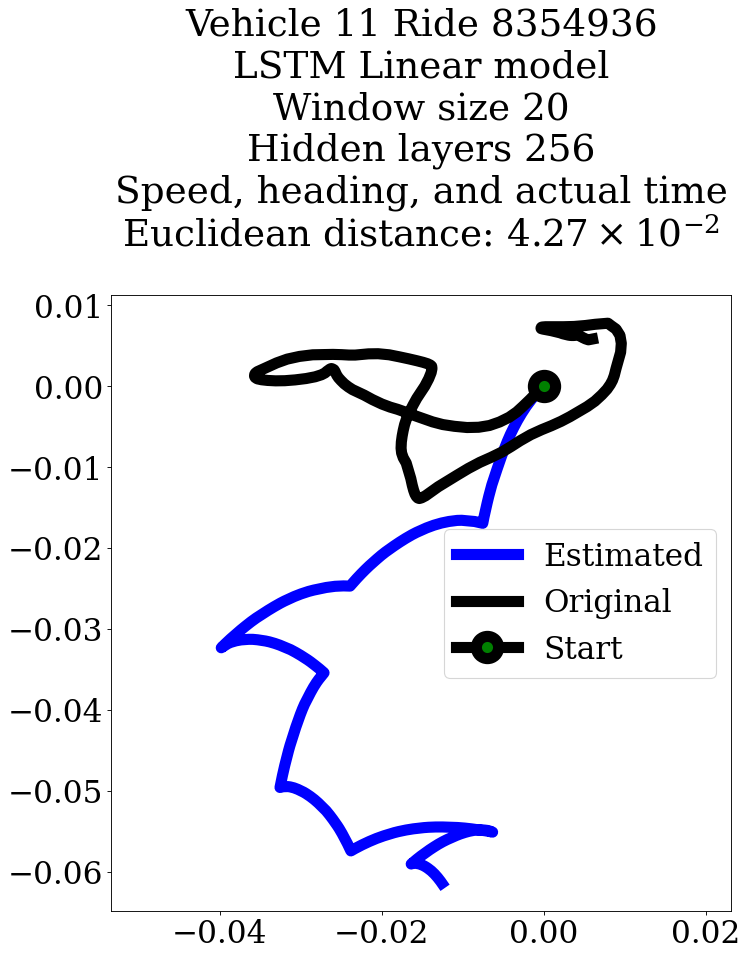 Vehicle 11 Ride 8354936
LSTM Linear model
Window size 20
Hidden layers 256
Speed, heading, and actual time
Euclidean distance: 4.27 × 10⁻²
0.01
0.00
−0.01
−0.02
−0.03
−0.04
−0.05
−0.06
Estimated
Original
Start
−0.04 −0.02 0.00 0.02